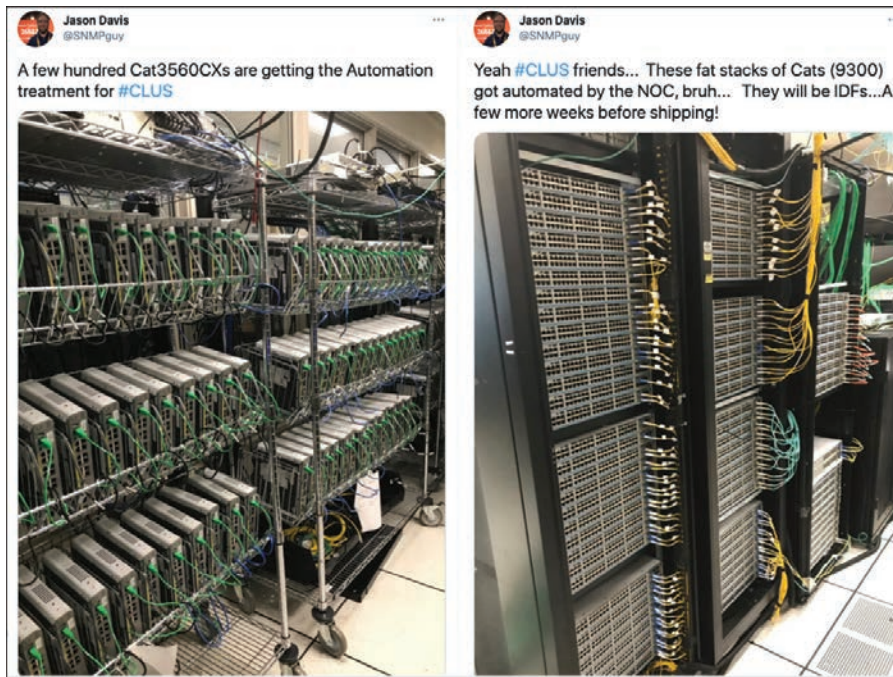 Jason Davis
@SNMPguy
A few hundred Cat3560CXs are getting the Automation
treatment for #CLUS
Jason Davis
@SNMPguy
Yeah #CLUS friends... These fat stacks of Cats (9300)
got automated by the NOC, bruh... They will be IDFs...A
few more weeks before shipping!